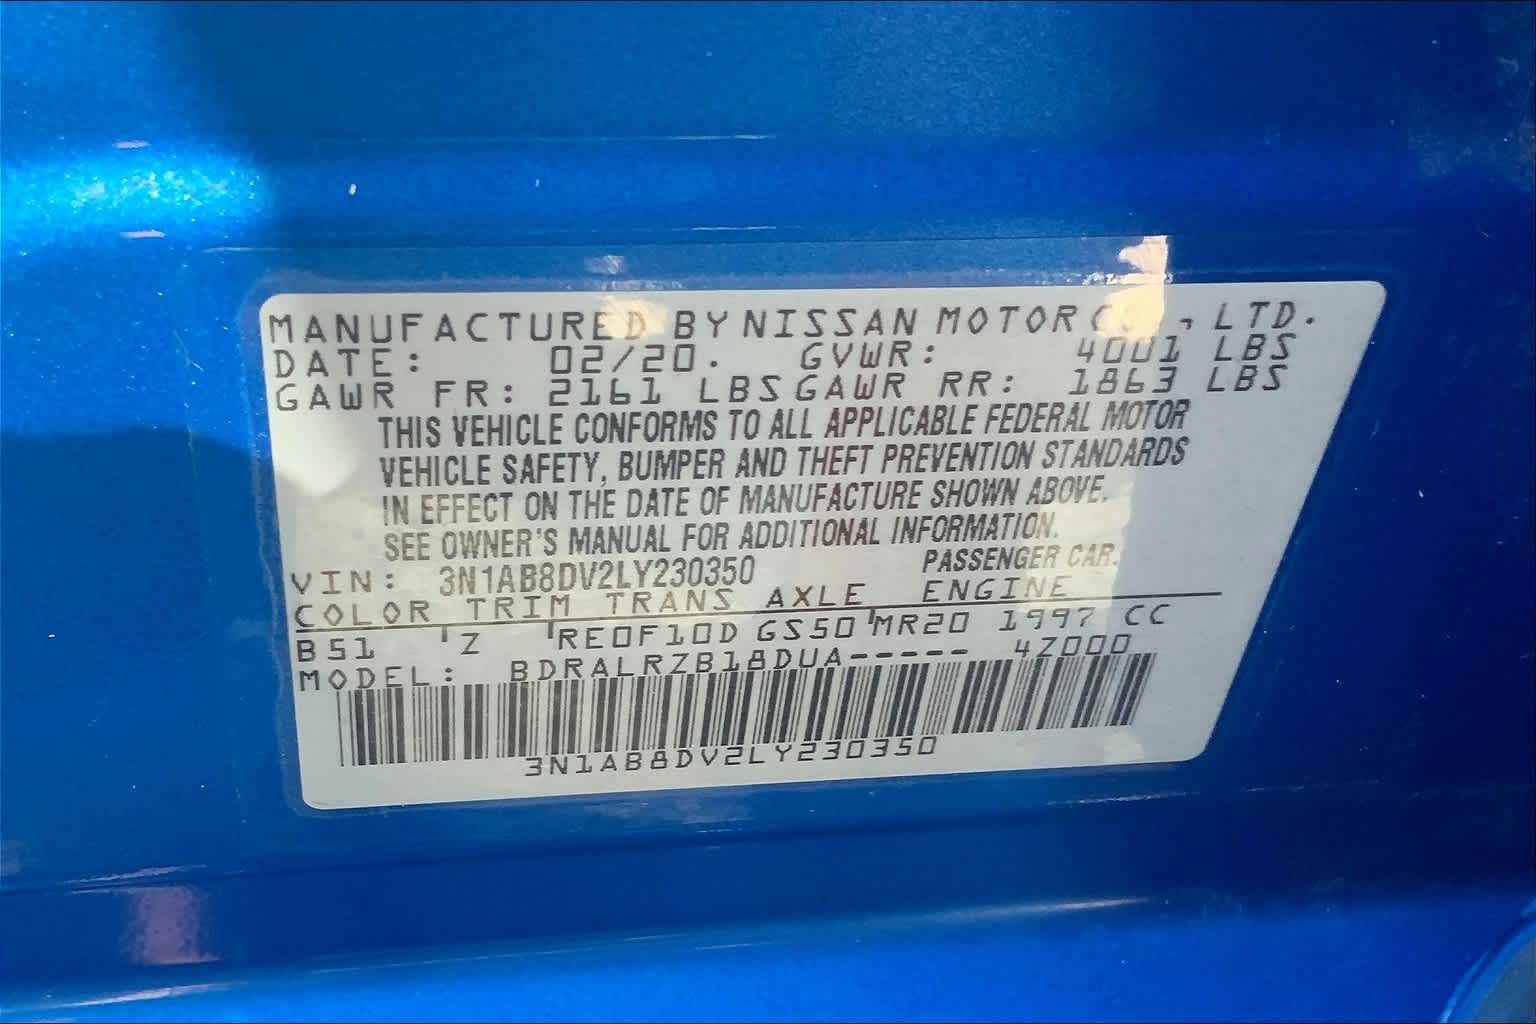 MANUFACTURED BY NISSAN MOTOR CO., LTD.
DATE: 02/20. GVWR: 4001 LBS
GAWR FR: 2161 LBS GAWR RR: 1863 LBS
THIS VEHICLE CONFORMS TO ALL APPLICABLE FEDERAL MOTOR
VEHICLE SAFETY, BUMPER AND THEFT PREVENTION STANDARDS
IN EFFECT ON THE DATE OF MANUFACTURE SHOWN ABOVE.
SEE OWNER'S MANUAL FOR ADDITIONAL INFORMATION.
VIN: 3N1AB8DV2LY230350 PASSENGER CAR.
COLOR TRIM TRANS AXLE ENGINE
B51 Z RE0F10D GS50 MR20 1997 CC
MODEL: BDRALRZB18DUA----- 4Z000
3N1AB8DV2LY230350